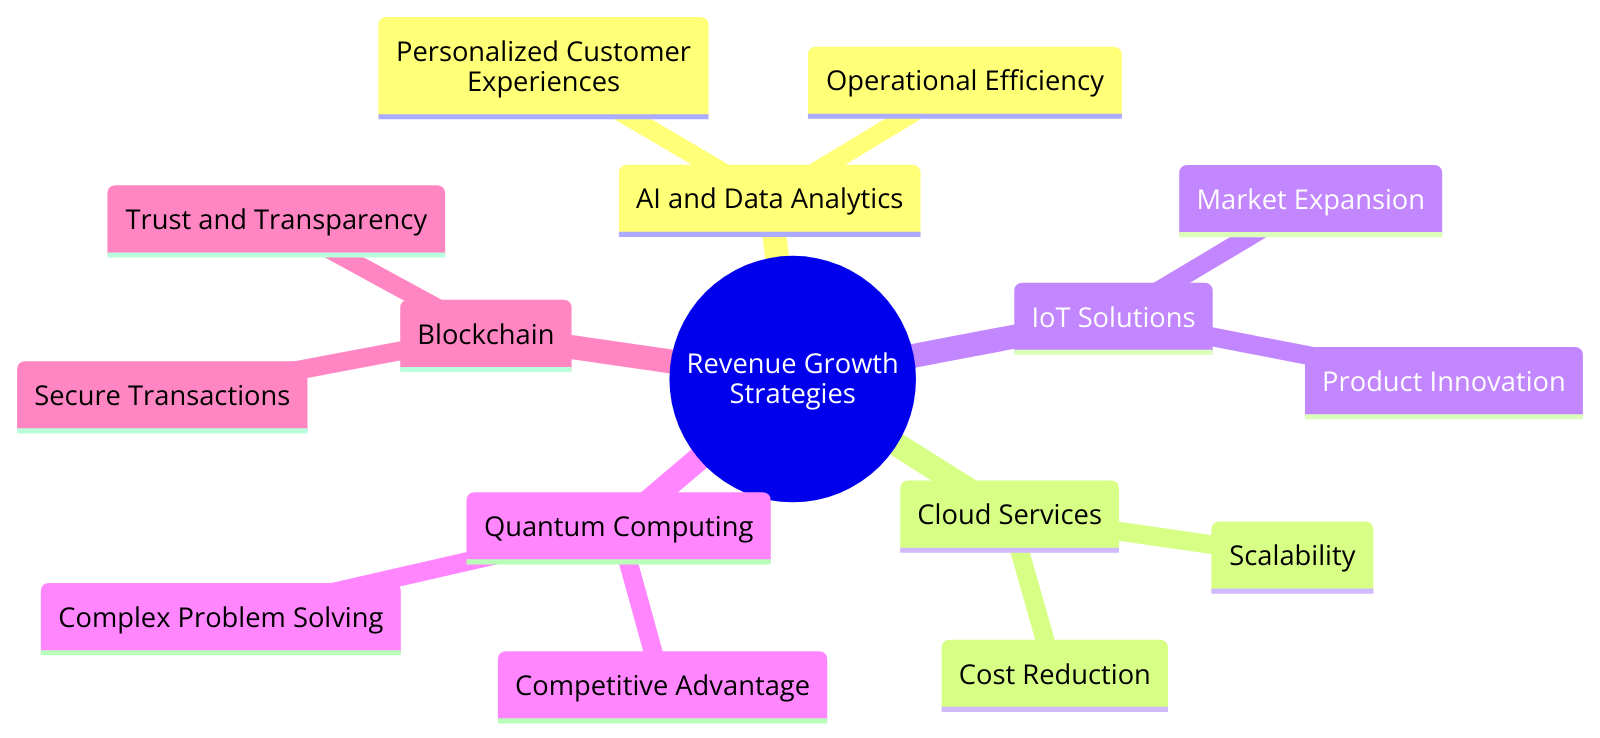 Personalized Customer
Experiences
Operational Efficiency
AI and Data Analytics
Market Expansion
Trust and Transparency
IoT Solutions
Blockchain
Revenue Growth
Strategies
Product Innovation
Secure Transactions
Quantum Computing
Cloud Services
Scalability
Complex Problem Solving
Competitive Advantage
Cost Reduction